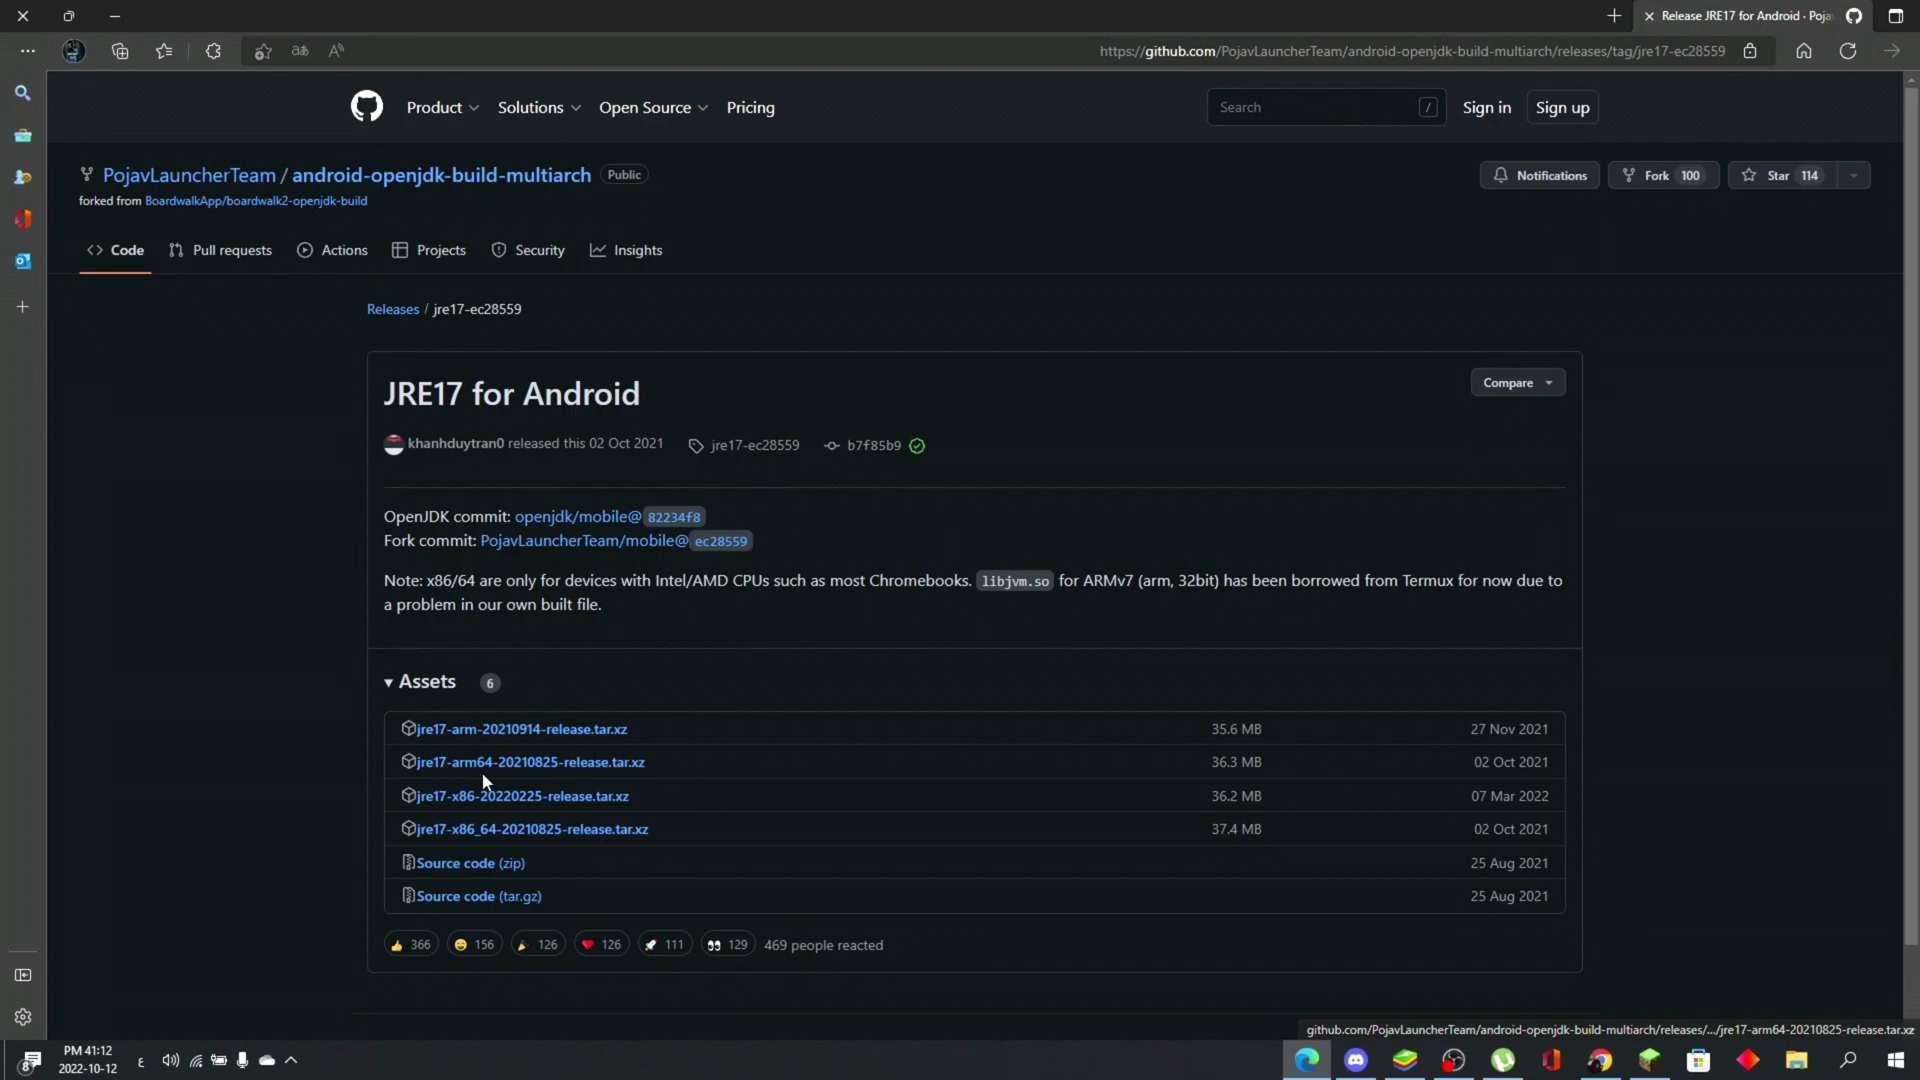 Release JRE17 for Android · Poja
https://github.com/PojavLauncherTeam/android-openjdk-build-multiarch/releases/tag/jre17-ec28559
Product
Solutions
Open Source
Pricing
Search /
Sign in
Sign up
PojavLauncherTeam / android-openjdk-build-multiarch Public
Notifications
Fork 100
Star 114
forked from BoardwalkApp/boardwalk2-openjdk-build
Code
Pull requests
Actions
Projects
Security
Insights
Releases / jre17-ec28559
JRE17 for Android
Compare
khanhduytran0 released this 02 Oct 2021
jre17-ec28559
b7f85b9
OpenJDK commit: openjdk/mobile@ 82234f8
Fork commit: PojavLauncherTeam/mobile@ ec28559
Note: x86/64 are only for devices with Intel/AMD CPUs such as most Chromebooks. libjvm.so for ARMv7 (arm, 32bit) has been borrowed from Termux for now due to
a problem in our own built file.
Assets 6
jre17-arm-20210914-release.tar.xz 35.6 MB 27 Nov 2021
jre17-arm64-20210825-release.tar.xz 36.3 MB 02 Oct 2021
jre17-x86-20220225-release.tar.xz 36.2 MB 07 Mar 2022
jre17-x86_64-20210825-release.tar.xz 37.4 MB 02 Oct 2021
Source code (zip) 25 Aug 2021
Source code (tar.gz) 25 Aug 2021
366 156 126 126 111 129 469 people reacted
github.com/PojavLauncherTeam/android-openjdk-build-multiarch/releases/.../jre17-arm64-20210825-release.tar.xz
8
PM 41:12
2022-10-12
ع